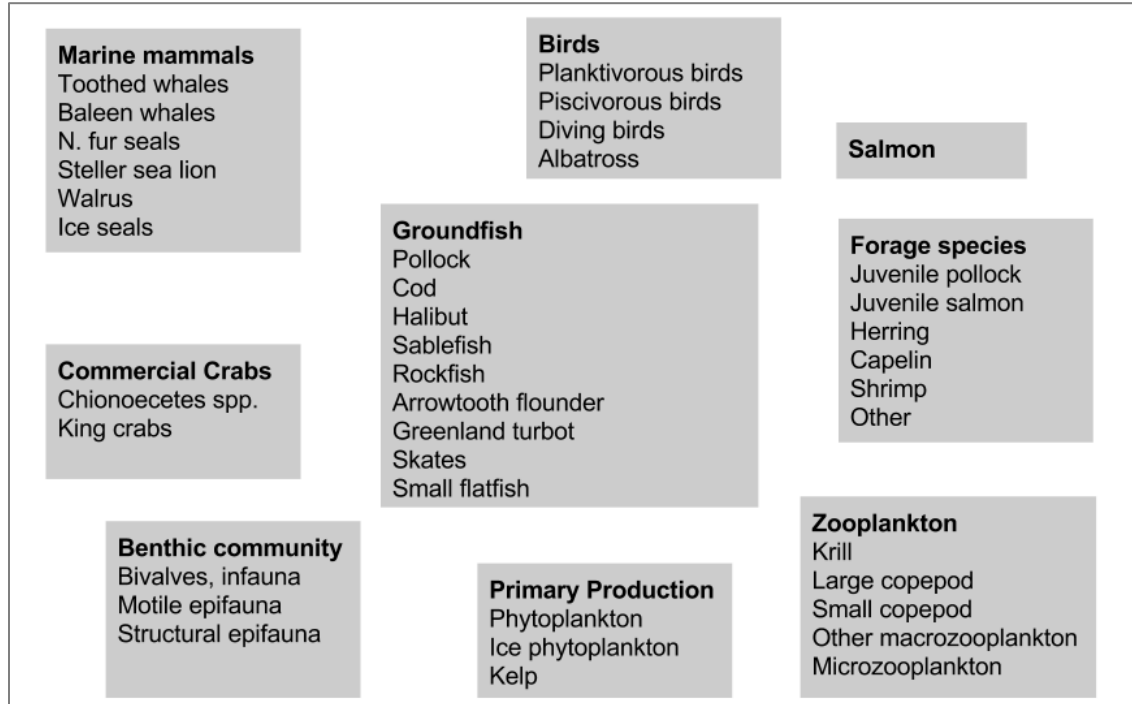 Marine mammals
Toothed whales
Baleen whales
N. fur seals
Steller sea lion
Walrus
Ice seals
Birds
Planktivorous birds
Piscivorous birds
Diving birds
Albatross
Salmon
Groundfish
Pollock
Cod
Halibut
Sablefish
Rockfish
Arrowtooth flounder
Greenland turbot
Skates
Small flatfish
Forage species
Juvenile pollock
Juvenile salmon
Herring
Capelin
Shrimp
Other
Commercial Crabs
Chionoecetes spp.
King crabs
Benthic community
Bivalves, infauna
Motile epifauna
Structural epifauna
Primary Production
Phytoplankton
Ice phytoplankton
Kelp
Zooplankton
Krill
Large copepod
Small copepod
Other macrozooplankton
Microzooplankton